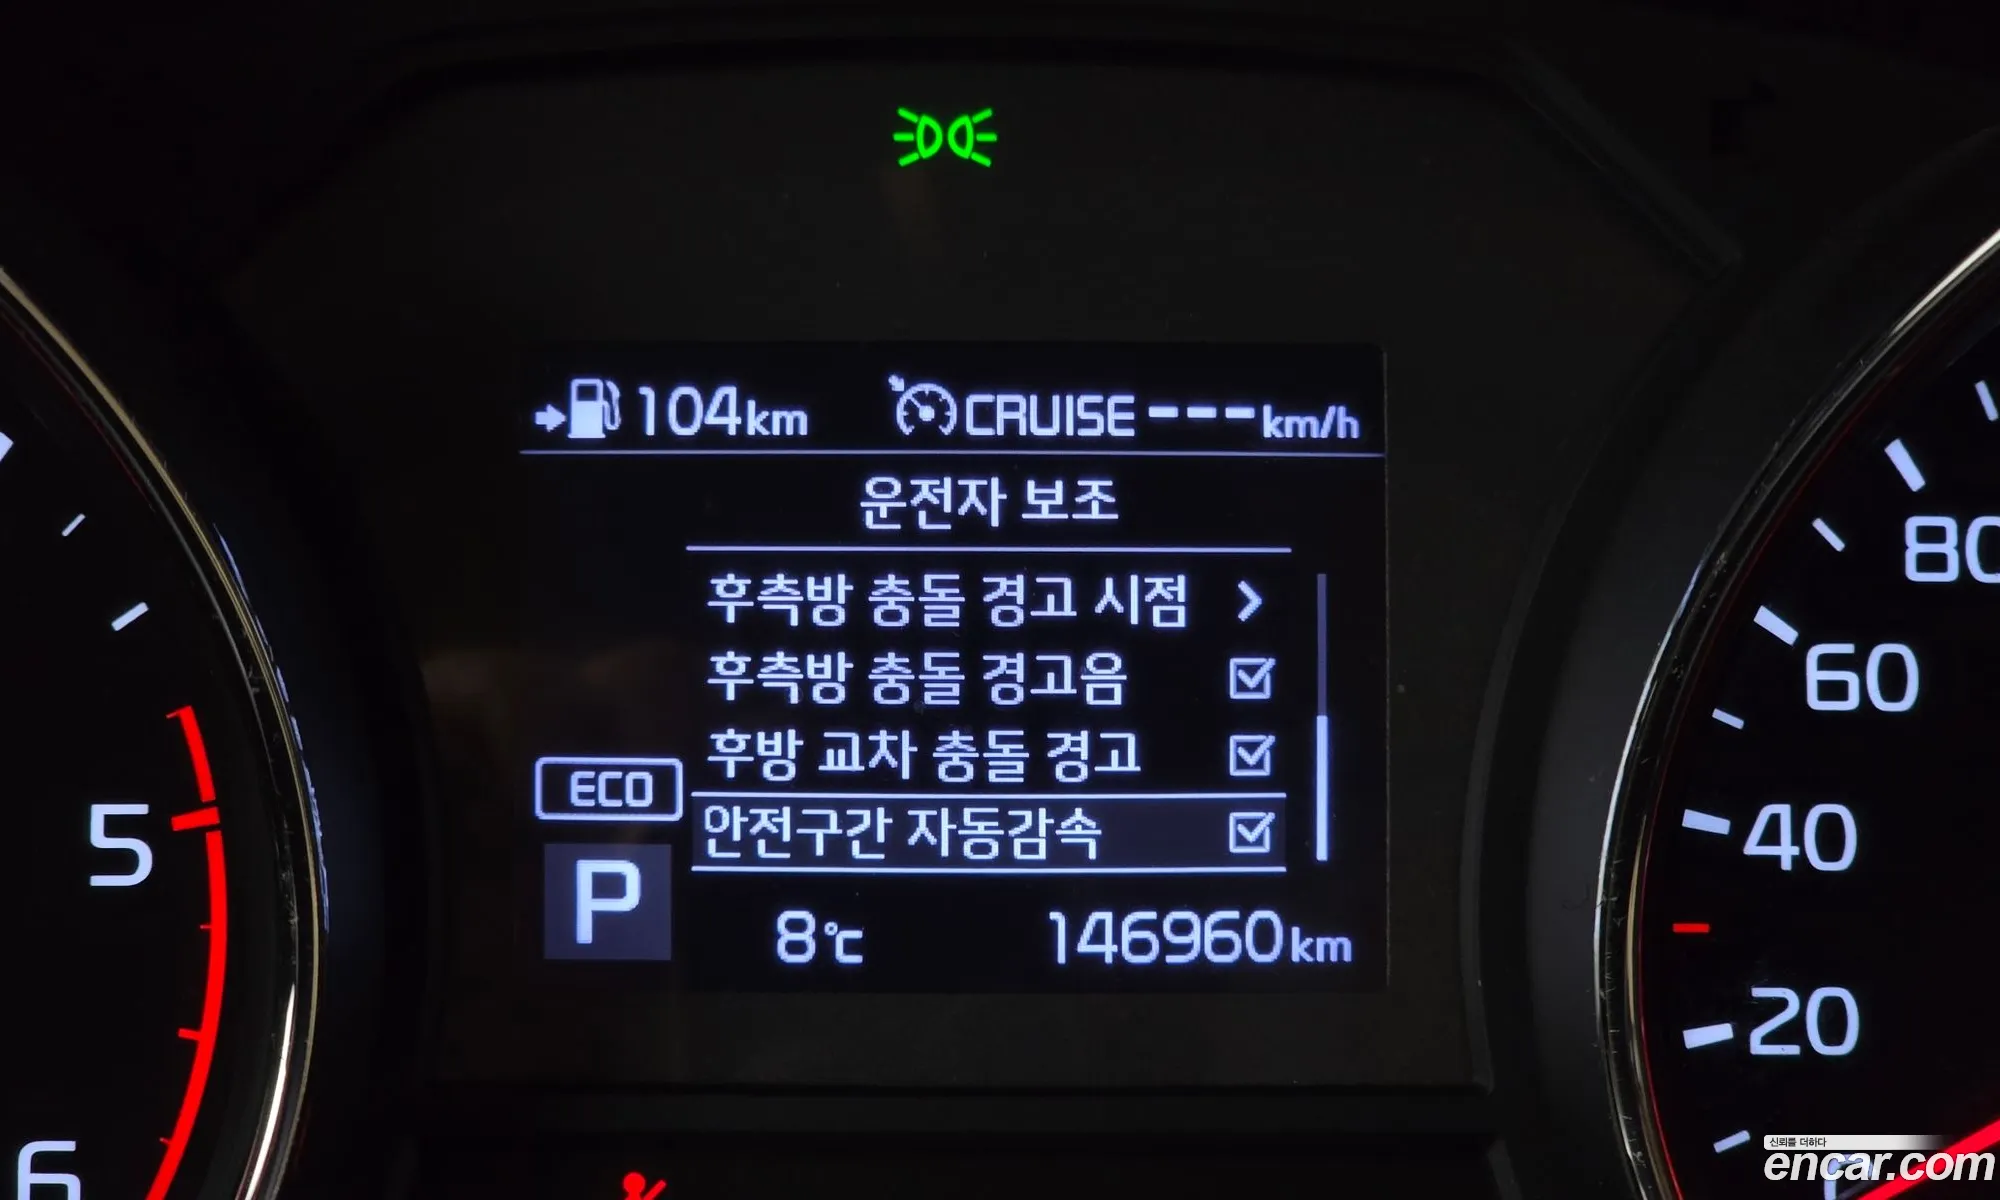 104km CRUISE ---km/h
운전자 보조
후측방 충돌 경고 시점
후측방 충돌 경고음
후방 교차 충돌 경고
ECO
안전구간 자동감속
P
8℃ 146960km
5
6
80
60
40
20
신뢰를 더하다
encar.com